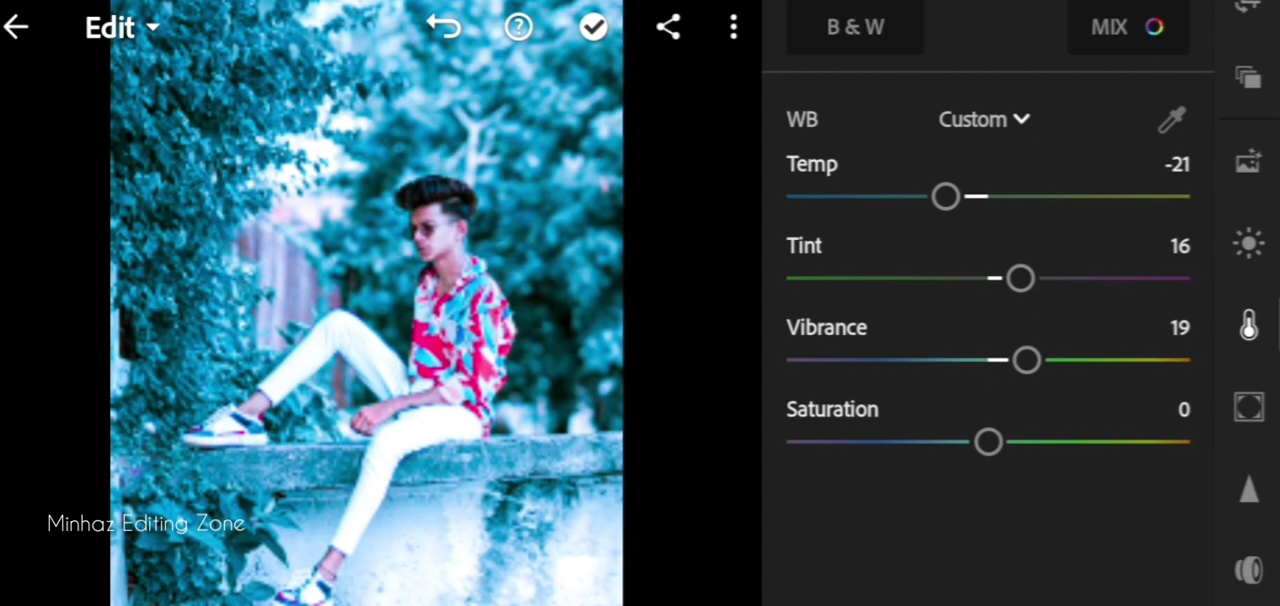 Edit
B & W
MIX
WB
Custom
Temp
-21
Tint
16
Vibrance
19
Saturation
0
Minhaz Editing Zone